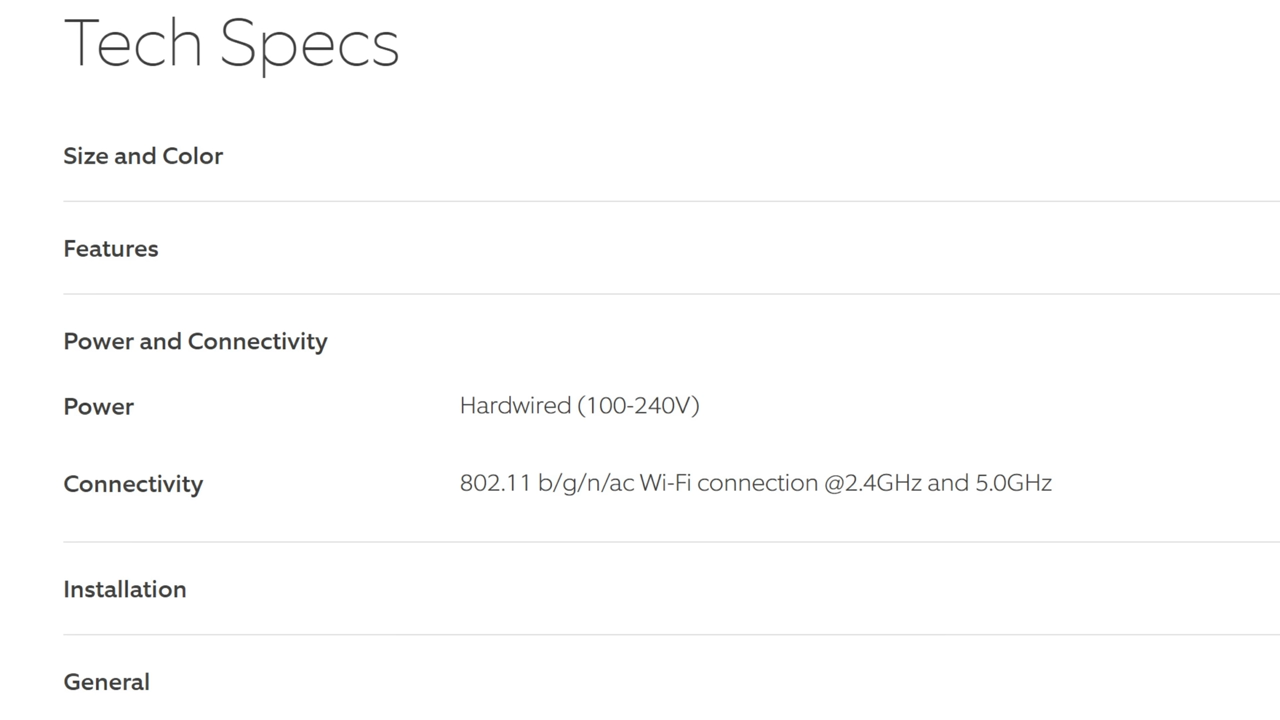 Tech Specs
Size and Color
Features
Power and Connectivity
Power Hardwired (100-240V)
Connectivity 802.11 b/g/n/ac Wi-Fi connection @2.4GHz and 5.0GHz
Installation
General